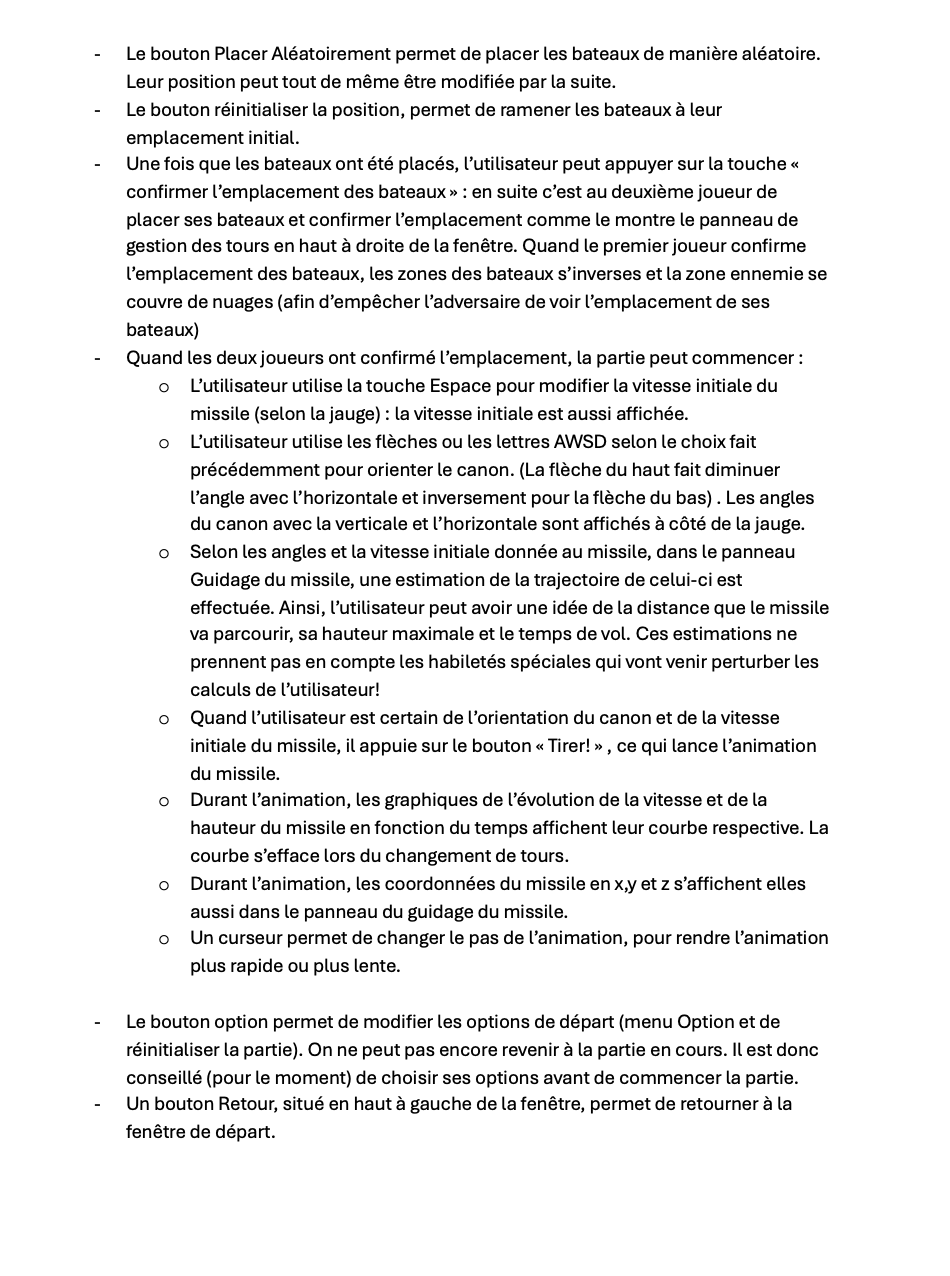 - Le bouton Placer Aléatoirement permet de placer les bateaux de manière aléatoire.
Leur position peut tout de même être modifiée par la suite.
- Le bouton réinitialiser la position, permet de ramener les bateaux à leur
emplacement initial.
- Une fois que les bateaux ont été placés, l’utilisateur peut appuyer sur la touche «
confirmer l’emplacement des bateaux » : en suite c’est au deuxième joueur de
placer ses bateaux et confirmer l’emplacement comme le montre le panneau de
gestion des tours en haut à droite de la fenêtre. Quand le premier joueur confirme
l’emplacement des bateaux, les zones des bateaux s’inverses et la zone ennemie se
couvre de nuages (afin d’empêcher l’adversaire de voir l’emplacement de ses
bateaux)
- Quand les deux joueurs ont confirmé l’emplacement, la partie peut commencer :
o L’utilisateur utilise la touche Espace pour modifier la vitesse initiale du
missile (selon la jauge) : la vitesse initiale est aussi affichée.
o L’utilisateur utilise les flèches ou les lettres AWSD selon le choix fait
précédemment pour orienter le canon. (La flèche du haut fait diminuer
l’angle avec l’horizontale et inversement pour la flèche du bas) . Les angles
du canon avec la verticale et l’horizontale sont affichés à côté de la jauge.
o Selon les angles et la vitesse initiale donnée au missile, dans le panneau
Guidage du missile, une estimation de la trajectoire de celui-ci est
effectuée. Ainsi, l’utilisateur peut avoir une idée de la distance que le missile
va parcourir, sa hauteur maximale et le temps de vol. Ces estimations ne
prennent pas en compte les habiletés spéciales qui vont venir perturber les
calculs de l’utilisateur!
o Quand l’utilisateur est certain de l’orientation du canon et de la vitesse
initiale du missile, il appuie sur le bouton « Tirer! » , ce qui lance l’animation
du missile.
o Durant l’animation, les graphiques de l’évolution de la vitesse et de la
hauteur du missile en fonction du temps affichent leur courbe respective. La
courbe s’efface lors du changement de tours.
o Durant l’animation, les coordonnées du missile en x,y et z s’affichent elles
aussi dans le panneau du guidage du missile.
o Un curseur permet de changer le pas de l’animation, pour rendre l’animation
plus rapide ou plus lente.
- Le bouton option permet de modifier les options de départ (menu Option et de
réinitialiser la partie). On ne peut pas encore revenir à la partie en cours. Il est donc
conseillé (pour le moment) de choisir ses options avant de commencer la partie.
- Un bouton Retour, situé en haut à gauche de la fenêtre, permet de retourner à la
fenêtre de départ.